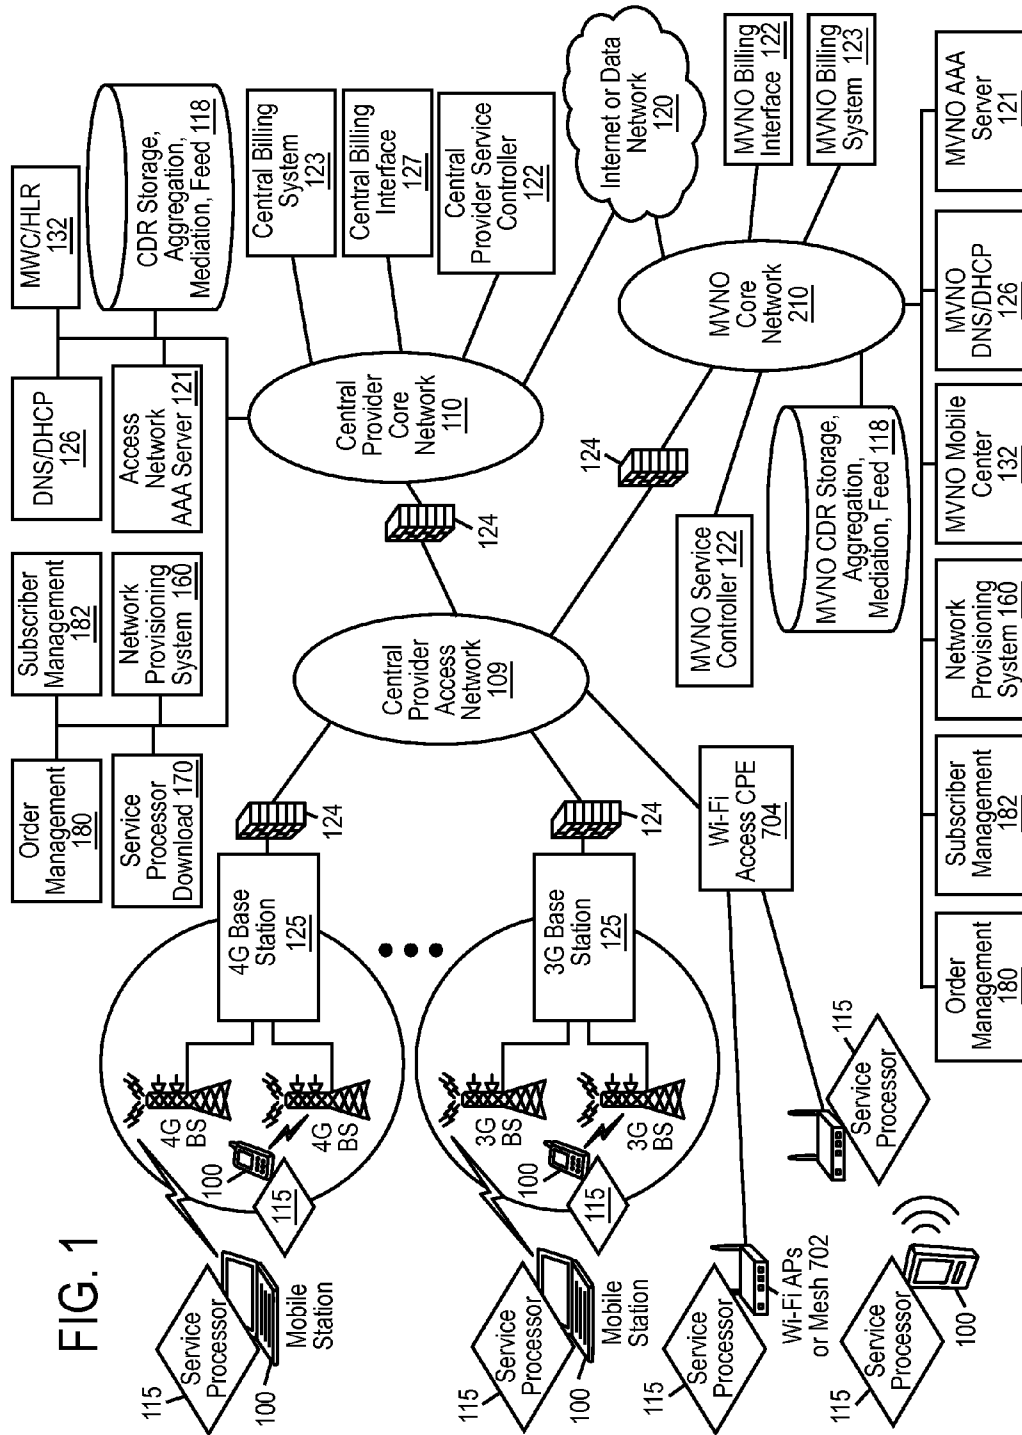 FIG. 1
Order
Management
180
Subscriber
Management
182
DNS/DHCP
126
MWC/HLR
132
Service
Processor
Download 170
Network
Provisioning
System 160
Access
Network
AAA Server 121
CDR Storage,
Aggregation,
Mediation, Feed 118
115
Service
Processor
100
Mobile
Station
4G
BS
4G
BS
100
115
4G Base
Station
125
124
Central Billing
System
123
Central Billing
Interface
127
Central
Provider Service
Controller
122
Central
Provider
Core
Network
110
124
Central
Provider
Access
Network
109
115
Service
Processor
100
Mobile
Station
3G
BS
3G
BS
100
115
3G Base
Station
125
124
Internet or Data
Network
120
124
MVNO
Core
Network
210
MVNO Billing
Interface 122
MVNO Billing
System 123
MVNO Service
Controller 122
MVNO CDR Storage,
Aggregation,
Mediation, Feed 118
Wi-Fi
Access CPE
704
115
Service
Processor
Wi-Fi APs
or Mesh 702
115
Service
Processor
115
Service
Processor
100
Order
Management
180
Subscriber
Management
182
Network
Provisioning
System 160
MVNO Mobile
Center
132
MVNO
DNS/DHCP
126
MVNO AAA
Server
121